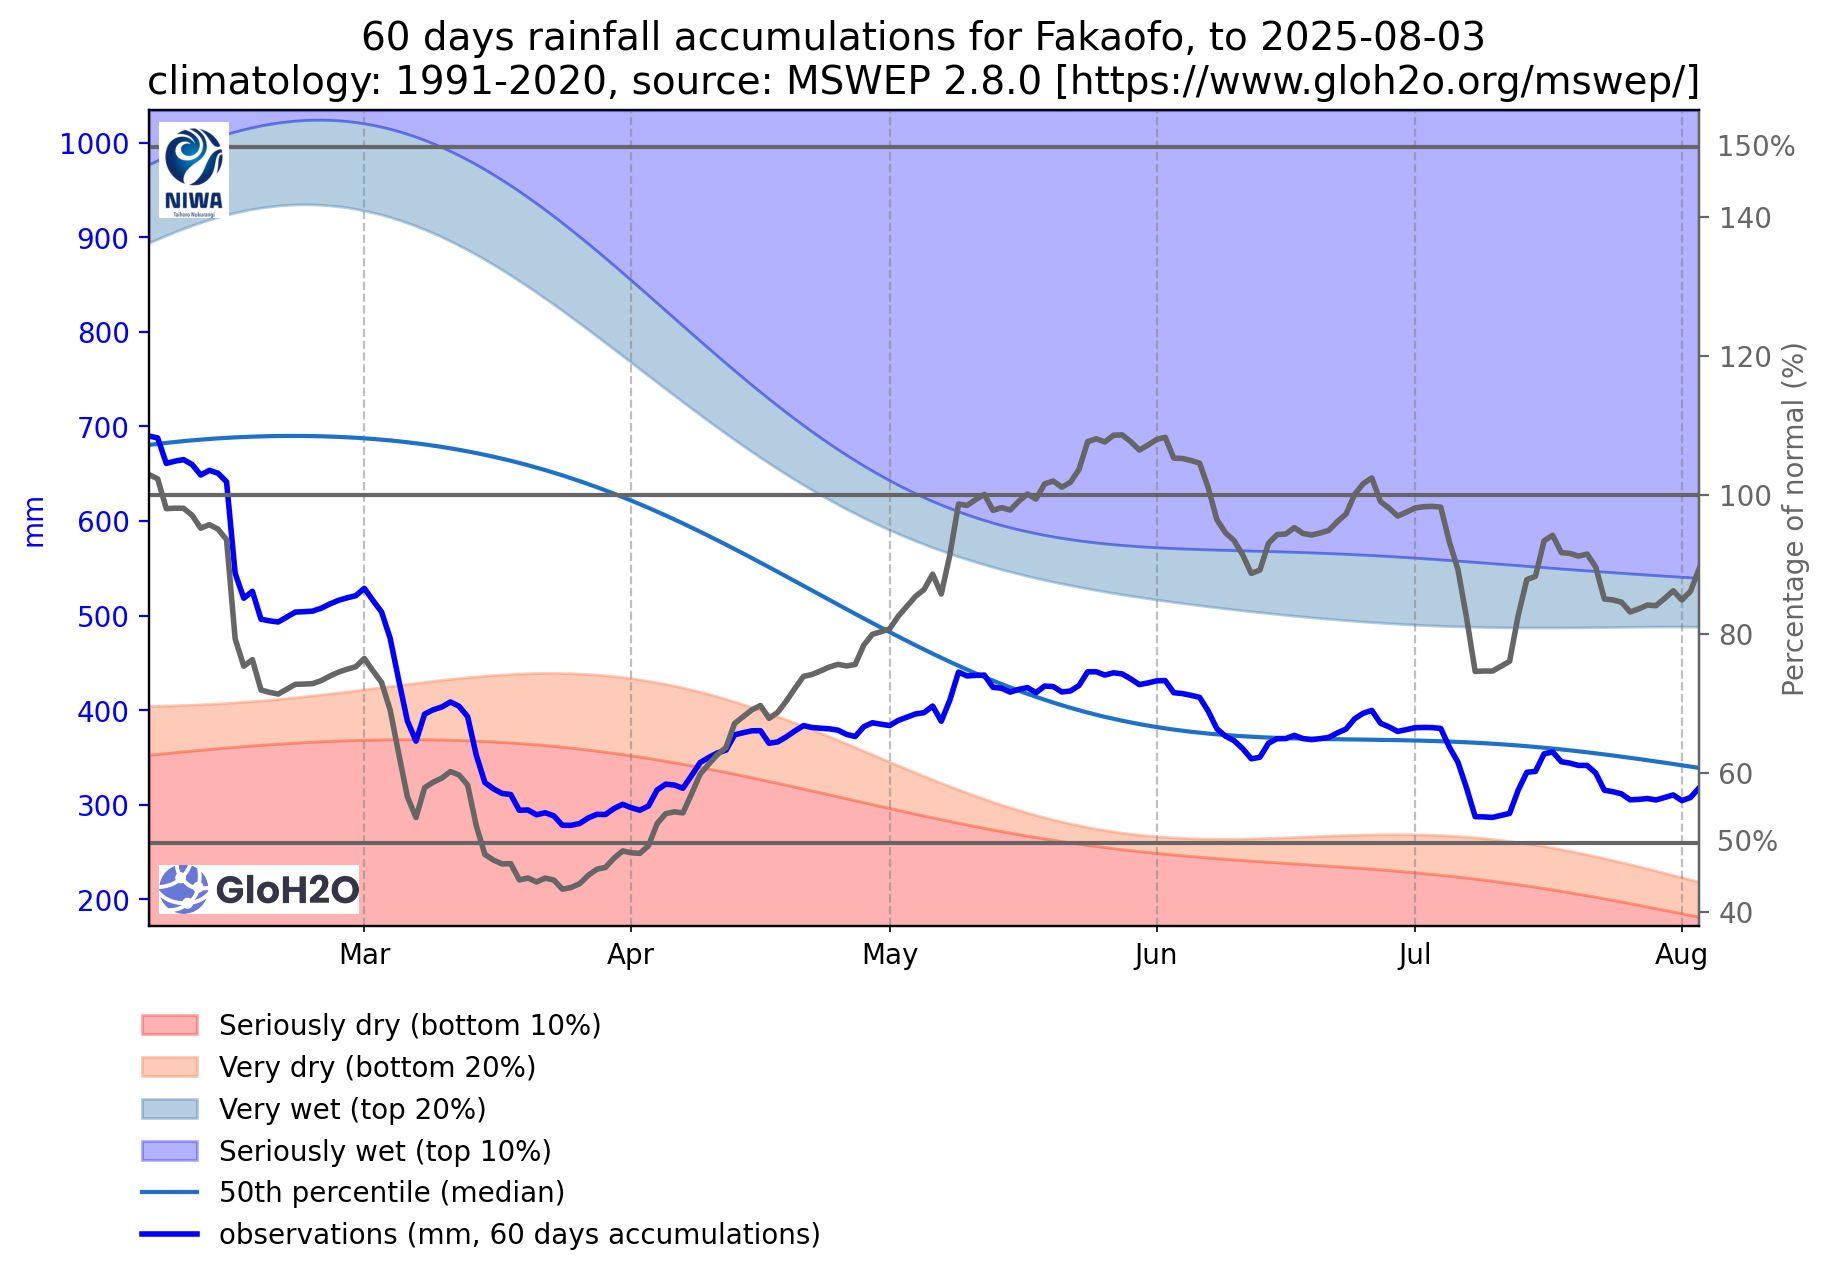 60 days rainfall accumulations for Fakaofo, to 2025-08-03
climatology: 1991-2020, source: MSWEP 2.8.0 [https://www.gloh2o.org/mswep/]
1000
900
800
700
600
500
400
300
200
mm
NIWA
Taihoro Nukurangi
GloH2O
150%
140
120
100
80
60
50%
40
Percentage of normal (%)
Mar
Apr
May
Jun
Jul
Aug
Seriously dry (bottom 10%)
Very dry (bottom 20%)
Very wet (top 20%)
Seriously wet (top 10%)
50th percentile (median)
observations (mm, 60 days accumulations)